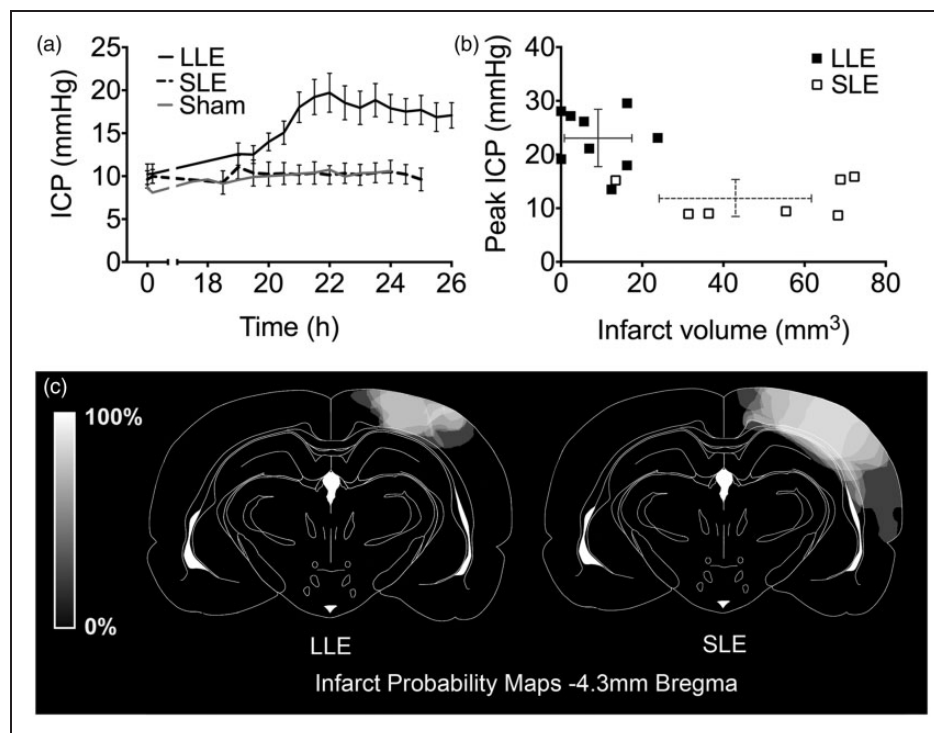 (a)
25
20
15
10
5
0
ICP (mmHg)
LLE
SLE
Sham
0 18 20 22 24 26
Time (h)
(b)
40
30
20
10
0
Peak ICP (mmHg)
LLE
SLE
0 20 40 60 80
Infarct volume (mm³)
(c)
100%
0%
LLE
SLE
Infarct Probability Maps -4.3mm Bregma